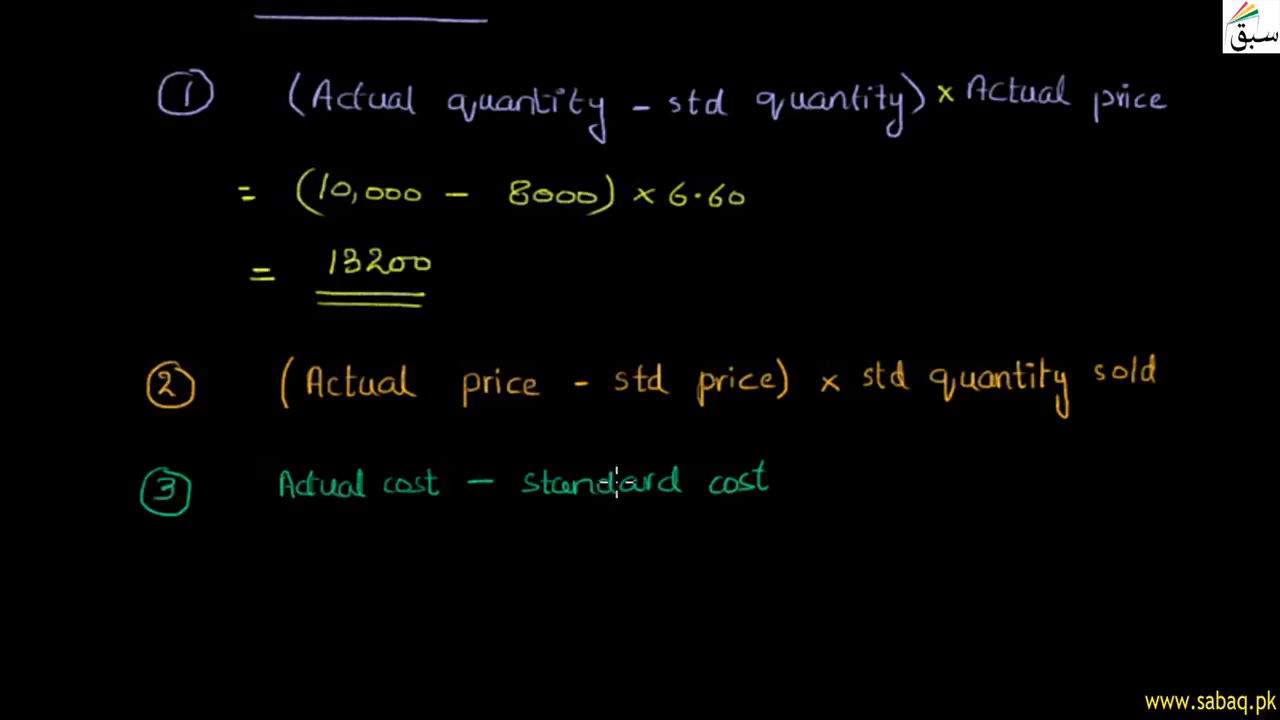 سبق
① (Actual quantity - std quantity) × Actual price
= (10,000 - 8000) × 6.60
= 13200
② (Actual price - std price) × std quantity sold
③ Actual cost - standard cost
www.sabaq.pk